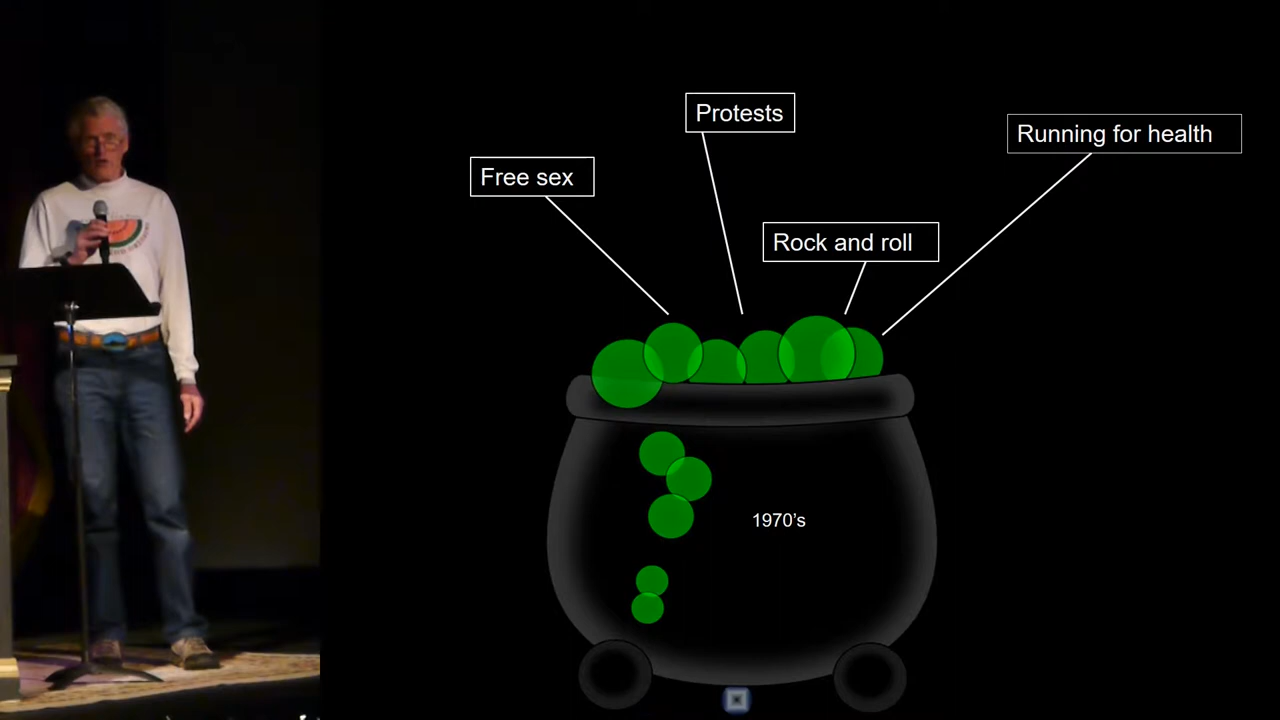 Protests
Running for health
Free sex
Rock and roll
1970’s